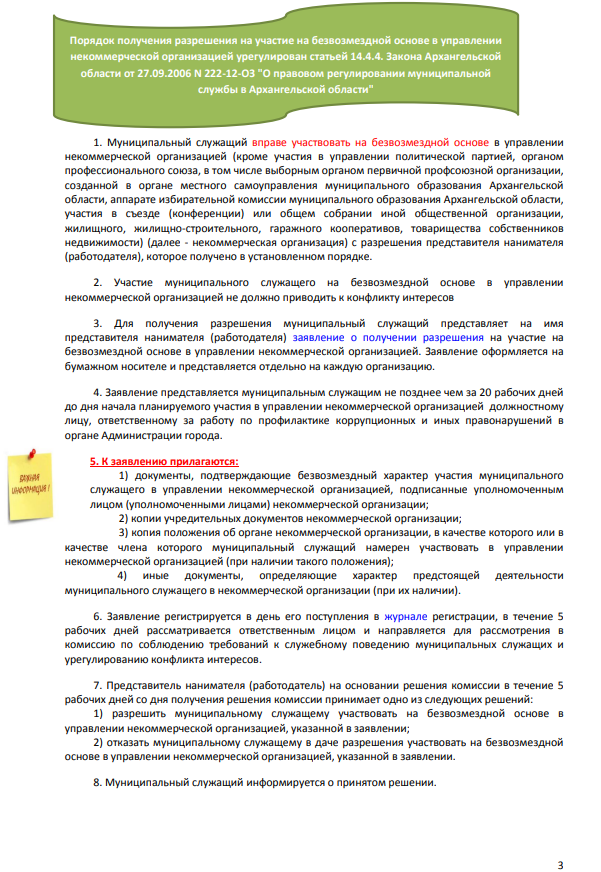 Порядок получения разрешения на участие на безвозмездной основе в управлении
некоммерческой организацией урегулирован статьей 14.4.4. Закона Архангельской
области от 27.09.2006 N 222-12-ОЗ "О правовом регулировании муниципальной
службы в Архангельской области"
1. Муниципальный служащий вправе участвовать на безвозмездной основе в управлении
некоммерческой организацией (кроме участия в управлении политической партией, органом
профессионального союза, в том числе выборным органом первичной профсоюзной организации,
созданной в органе местного самоуправления муниципального образования Архангельской
области, аппарате избирательной комиссии муниципального образования Архангельской области,
участия в съезде (конференции) или общем собрании иной общественной организации,
жилищного, жилищно-строительного, гаражного кооперативов, товарищества собственников
недвижимости) (далее - некоммерческая организация) с разрешения представителя нанимателя
(работодателя), которое получено в установленном порядке.
2. Участие муниципального служащего на безвозмездной основе в управлении
некоммерческой организацией не должно приводить к конфликту интересов
3. Для получения разрешения муниципальный служащий представляет на имя
представителя нанимателя (работодателя) заявление о получении разрешения на участие на
безвозмездной основе в управлении некоммерческой организацией. Заявление оформляется на
бумажном носителе и представляется отдельно на каждую организацию.
4. Заявление представляется муниципальным служащим не позднее чем за 20 рабочих дней
до дня начала планируемого участия в управлении некоммерческой организацией должностному
лицу, ответственному за работу по профилактике коррупционных и иных правонарушений в
органе Администрации города.
ВАЖНАЯ
ИНФОРМАЦИЯ !
5. К заявлению прилагаются:
1) документы, подтверждающие безвозмездный характер участия муниципального
служащего в управлении некоммерческой организацией, подписанные уполномоченным
лицом (уполномоченными лицами) некоммерческой организации;
2) копии учредительных документов некоммерческой организации;
3) копия положения об органе некоммерческой организации, в качестве которого или в
качестве члена которого муниципальный служащий намерен участвовать в управлении
некоммерческой организацией (при наличии такого положения);
4) иные документы, определяющие характер предстоящей деятельности
муниципального служащего в некоммерческой организации (при их наличии).
6. Заявление регистрируется в день его поступления в журнале регистрации, в течение 5
рабочих дней рассматривается ответственным лицом и направляется для рассмотрения в
комиссию по соблюдению требований к служебному поведению муниципальных служащих и
урегулированию конфликта интересов.
7. Представитель нанимателя (работодатель) на основании решения комиссии в течение 5
рабочих дней со дня получения решения комиссии принимает одно из следующих решений:
1) разрешить муниципальному служащему участвовать на безвозмездной основе в
управлении некоммерческой организацией, указанной в заявлении;
2) отказать муниципальному служащему в даче разрешения участвовать на безвозмездной
основе в управлении некоммерческой организацией, указанной в заявлении.
8. Муниципальный служащий информируется о принятом решении.
3